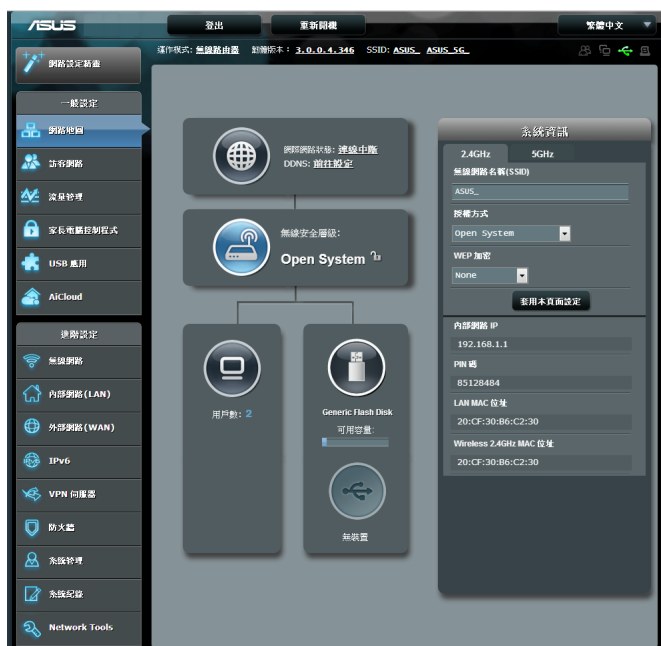 ASUS
登出
重新開機
繁體中文
運作模式: 無線路由器 韌體版本: 3.0.0.4.346 SSID: ASUS_ ASUS_5G_
網路設定精靈
一般設定
網路地圖
訪客網路
流量管理
家長電腦控制程式
USB 應用
AiCloud
進階設定
無線網路
內部網路(LAN)
外部網路(WAN)
IPv6
VPN 伺服器
防火牆
系統管理
系統紀錄
Network Tools
網際網路狀態: 連線中斷
DDNS: 前往設定
無線安全層級:
Open System
用戶數: 2
Generic Flash Disk
可用容量:
無裝置
系統資訊
2.4GHz
5GHz
無線網路名稱(SSID)
ASUS_
授權方式
Open System
WEP 加密
None
套用本頁面設定
內部網路 IP
192.168.1.1
PIN 碼
85128484
LAN MAC 位址
20:CF:30:B6:C2:30
Wireless 2.4GHz MAC 位址
20:CF:30:B6:C2:30